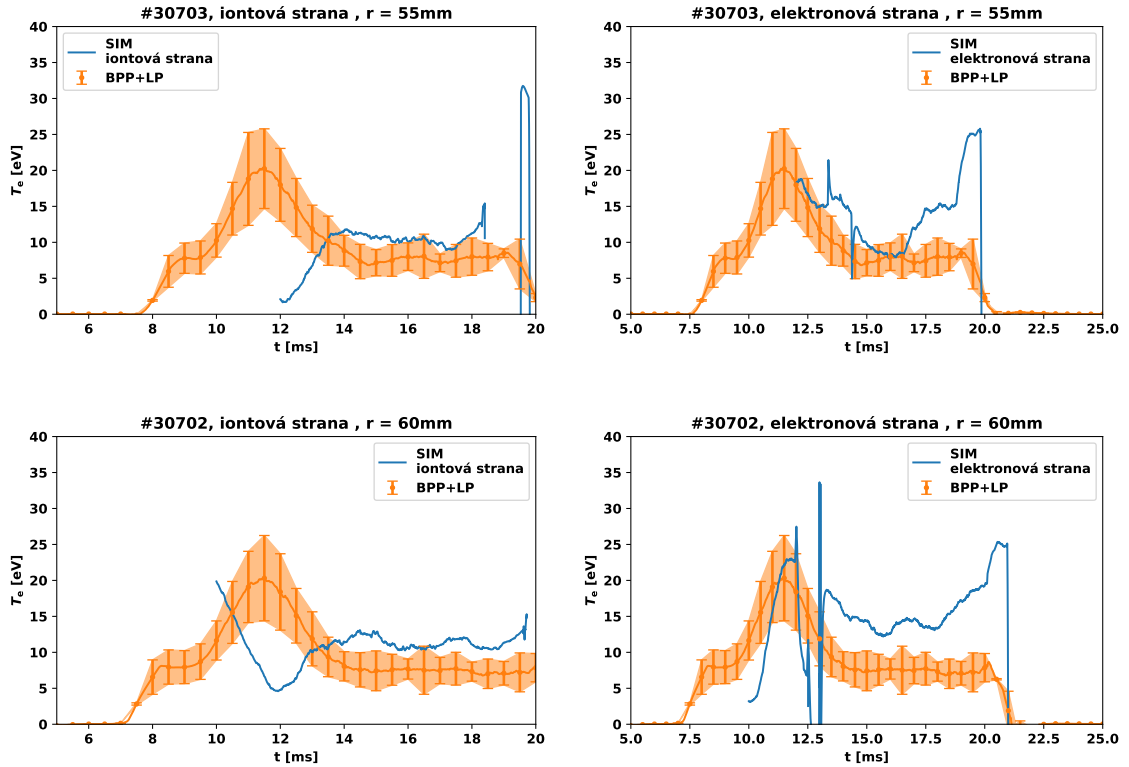 #30703, iontová strana , r = 55mm
40
35
30
25
20
15
10
5
0
Te [eV]
SIM
iontová strana
BPP+LP
6 8 10 12 14 16 18 20
t [ms]
#30703, elektronová strana , r = 55mm
40
35
30
25
20
15
10
5
0
Te [eV]
SIM
elektronová strana
BPP+LP
5.0 7.5 10.0 12.5 15.0 17.5 20.0 22.5 25.0
t [ms]
#30702, iontová strana , r = 60mm
40
35
30
25
20
15
10
5
0
Te [eV]
SIM
iontová strana
BPP+LP
6 8 10 12 14 16 18 20
t [ms]
#30702, elektronová strana , r = 60mm
40
35
30
25
20
15
10
5
0
Te [eV]
SIM
elektronová strana
BPP+LP
5.0 7.5 10.0 12.5 15.0 17.5 20.0 22.5 25.0
t [ms]